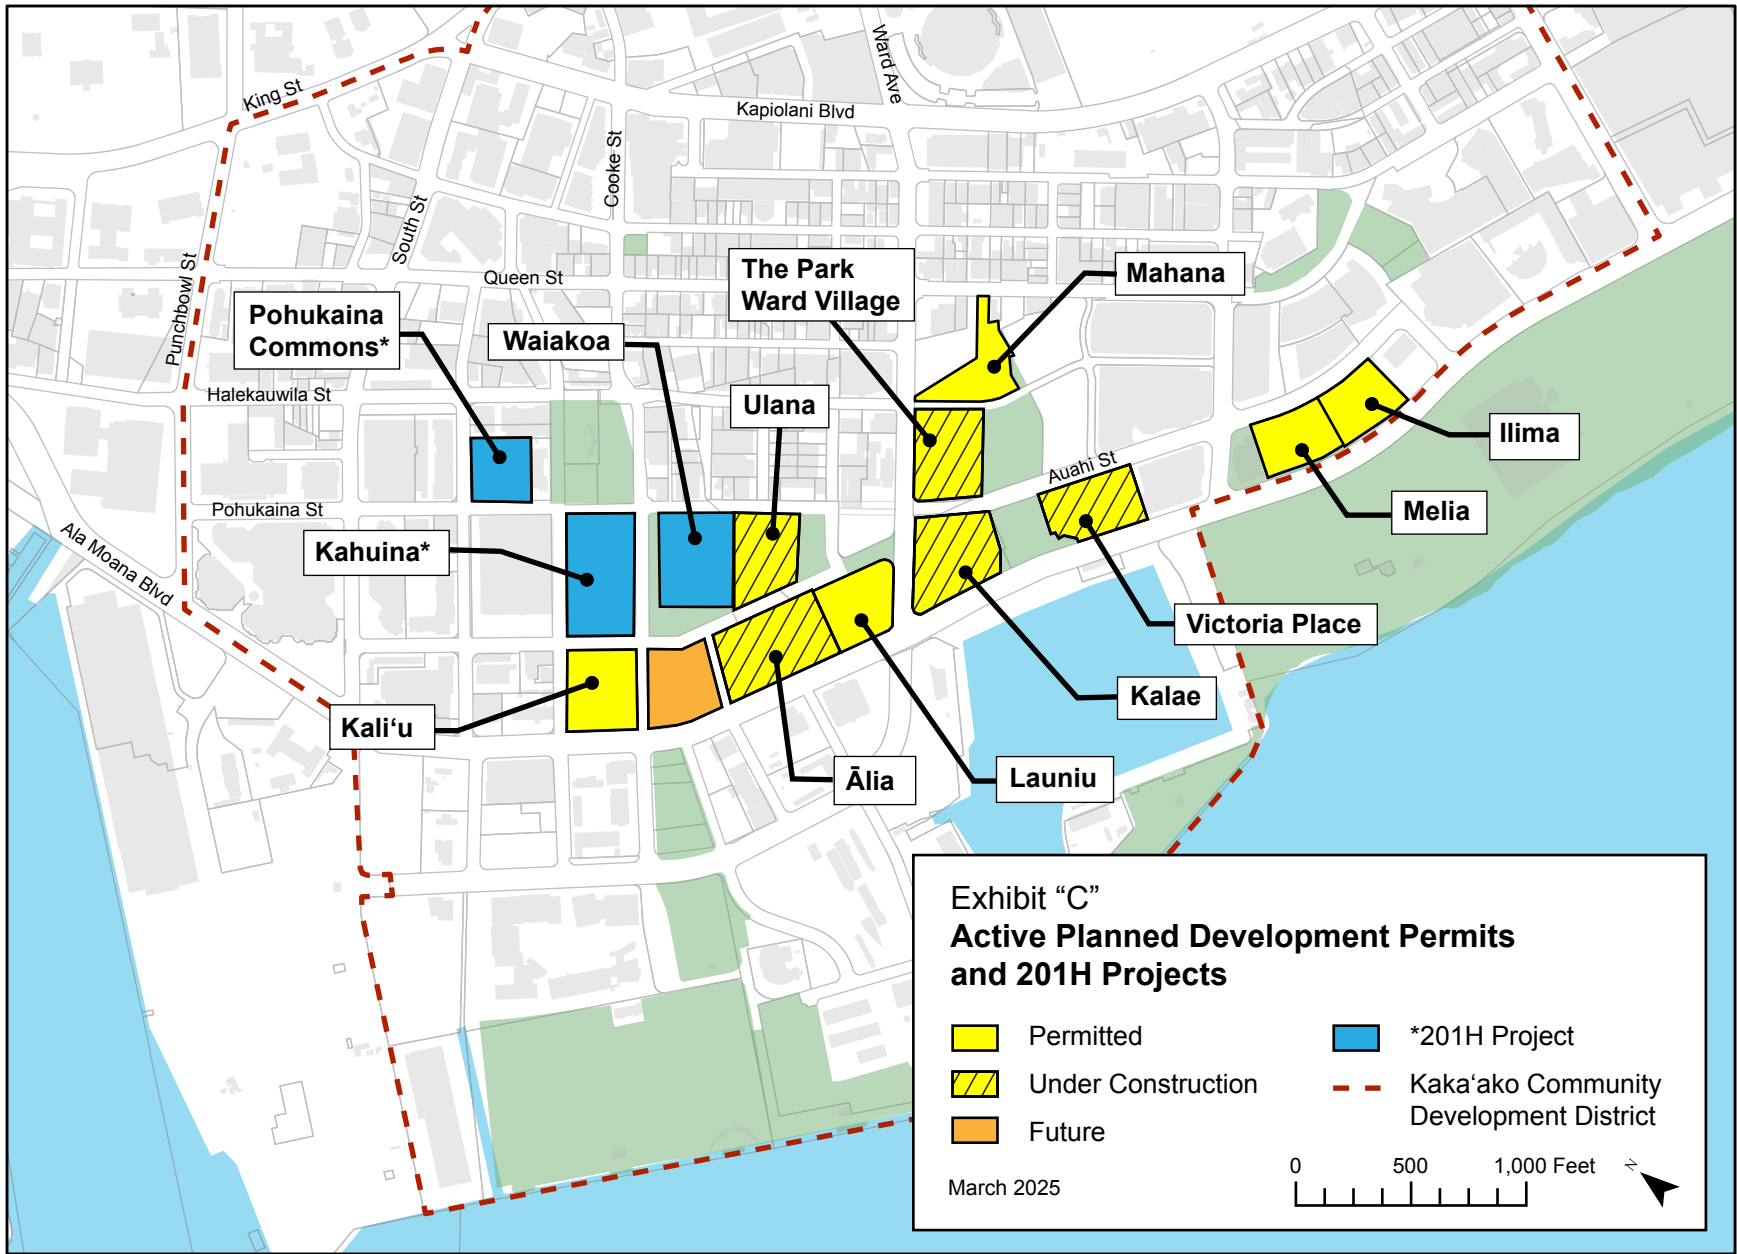 King St
Ward Ave
Kapiolani Blvd
Cooke St
South St
Punchbowl St
Queen St
The Park
Ward Village
Mahana
Pohukaina
Commons*
Waiakoa
Halekauwila St
Ulana
Ilima
Auahi St
Melia
Pohukaina St
Ala Moana Blvd
Kahuina*
Victoria Place
Kalae
Kali‘u
Ālia
Launiu
Exhibit “C”
Active Planned Development Permits
and 201H Projects
Permitted
Under Construction
Future
*201H Project
Kaka‘ako Community
Development District
March 2025
0 500 1,000 Feet
N